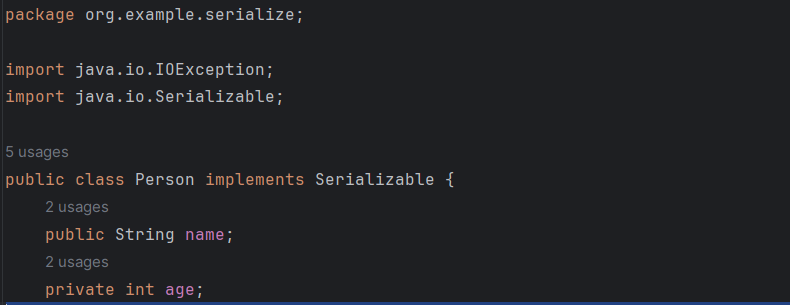 package org.example.serialize;
import java.io.IOException;
import java.io.Serializable;
5 usages
public class Person implements Serializable {
2 usages
public String name;
2 usages
private int age;